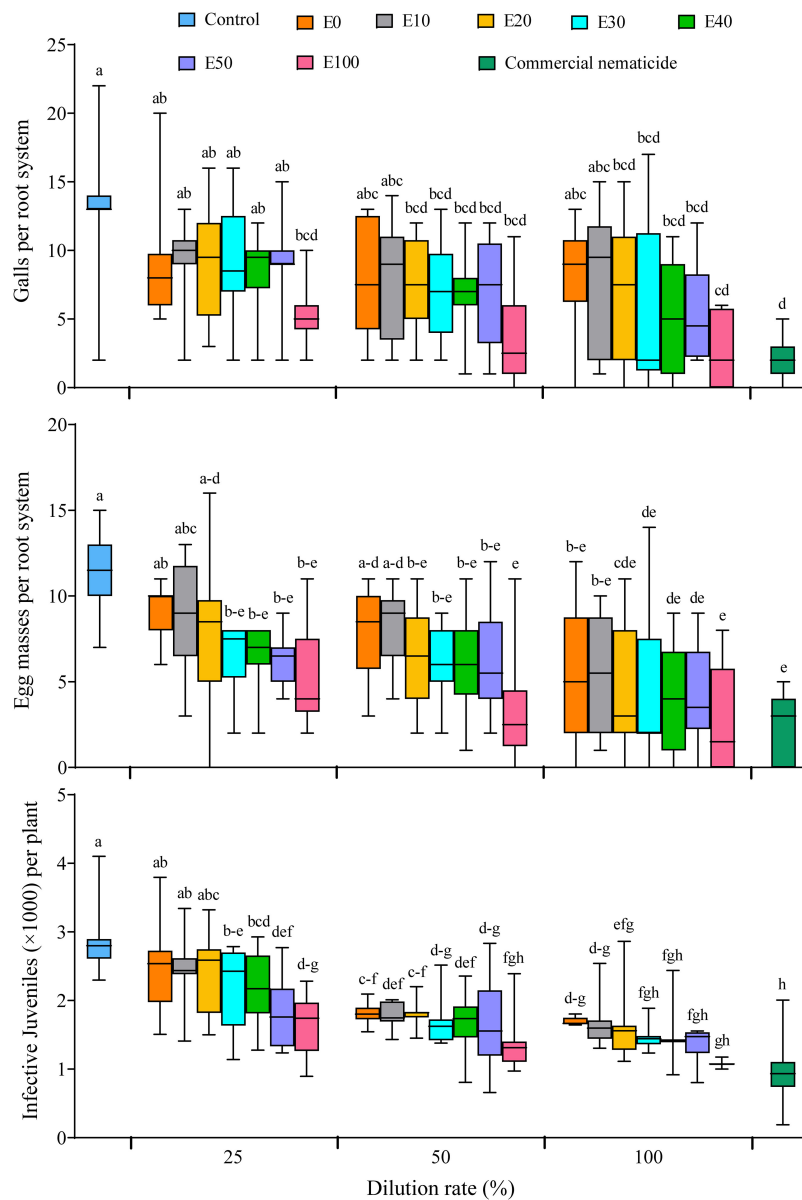 Control E0 E10 E20 E30 E40
E50 E100 Commercial nematicide
Galls per root system
25
20
15
10
5
0
a
ab ab ab ab ab ab bcd
abc abc bcd bcd bcd bcd bcd
abc abc bcd bcd bcd bcd cd
d
Egg masses per root system
20
15
10
5
0
a
ab abc a-d b-e b-e b-e b-e
a-d a-d b-e b-e b-e b-e e
b-e b-e cde de de de e
e
Infective Juveniles (×1000) per plant
5
4
3
2
1
0
a
ab ab abc b-e bcd def d-g
c-f def c-f d-g def d-g fgh
d-g d-g efg fgh fgh fgh gh
h
25 50 100
Dilution rate (%)